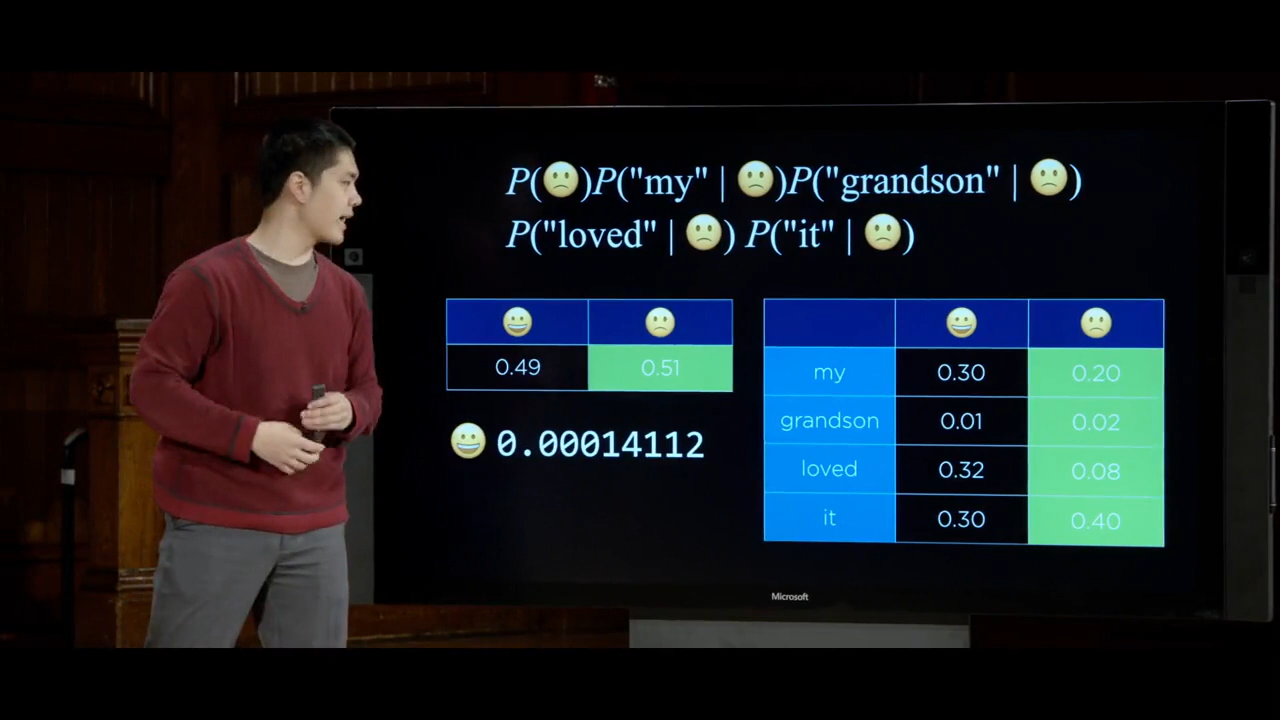 P(🙁)P("my" | 🙁)P("grandson" | 🙁)
P("loved" | 🙁) P("it" | 🙁)
😀 🙁
0.49 0.51
😀 0.00014112
😀 🙁
my 0.30 0.20
grandson 0.01 0.02
loved 0.32 0.08
it 0.30 0.40
Microsoft